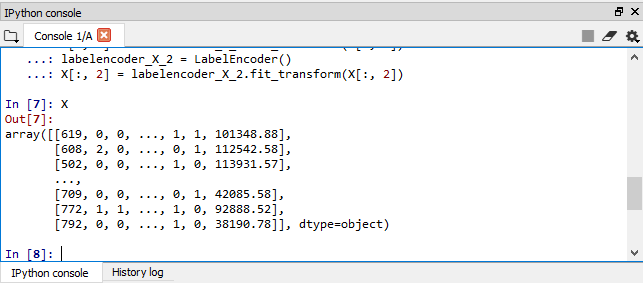 IPython console
Console 1/A
...: labelencoder_X_2 = LabelEncoder()
...: X[:, 2] = labelencoder_X_2.fit_transform(X[:, 2])
In [7]: X
Out[7]:
array([[619, 0, 0, ..., 1, 1, 101348.88],
[608, 2, 0, ..., 0, 1, 112542.58],
[502, 0, 0, ..., 1, 0, 113931.57],
...,
[709, 0, 0, ..., 0, 1, 42085.58],
[772, 1, 1, ..., 1, 0, 92888.52],
[792, 0, 0, ..., 1, 0, 38190.78]], dtype=object)
In [8]:
IPython console
History log